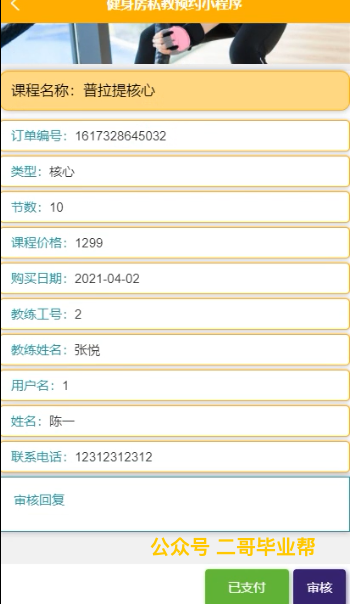 健身房私教预约小程序
课程名称：普拉提核心
订单编号：1617328645032
类型：核心
节数：10
课程价格：1299
购买日期：2021-04-02
教练工号：2
教练姓名：张悦
用户名：1
姓名：陈一
联系电话：12312312312
审核回复
公众号 二哥毕业帮
已支付 审核